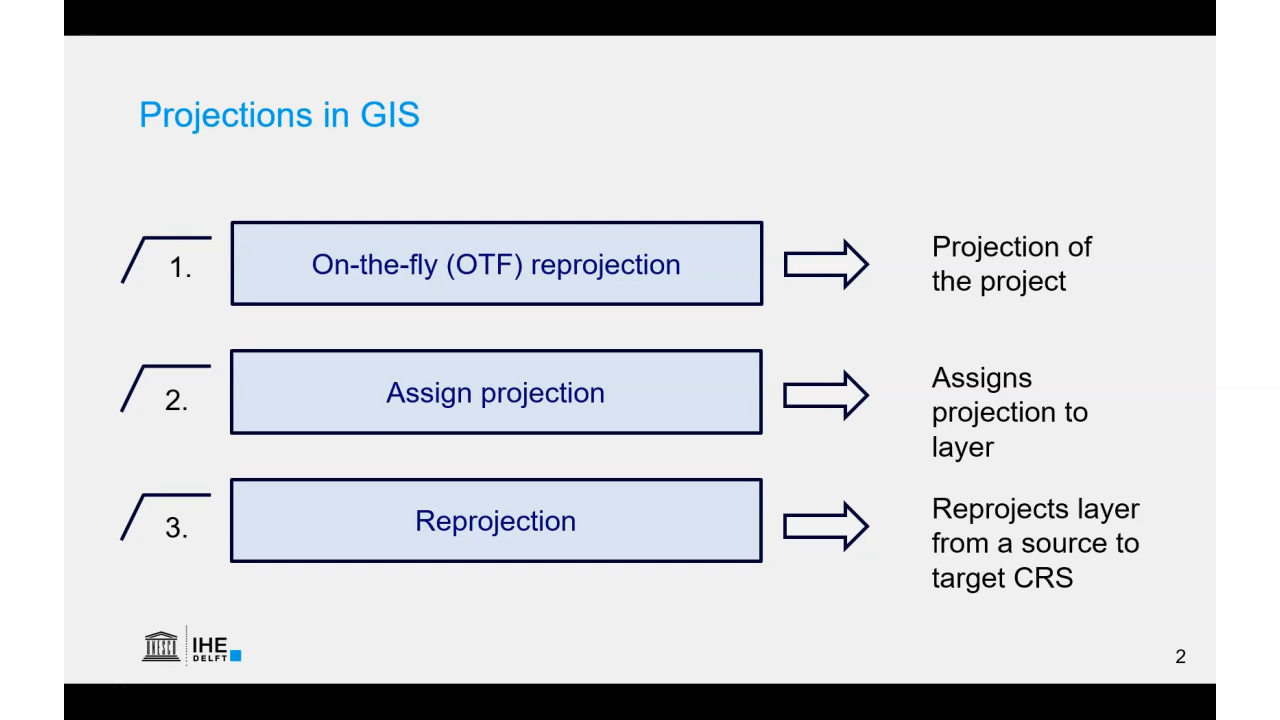 Projections in GIS
1.
On-the-fly (OTF) reprojection
Projection of
the project
2.
Assign projection
Assigns
projection to
layer
3.
Reprojection
Reprojects layer
from a source to
target CRS
UNESCO
IHE
DELFT
2